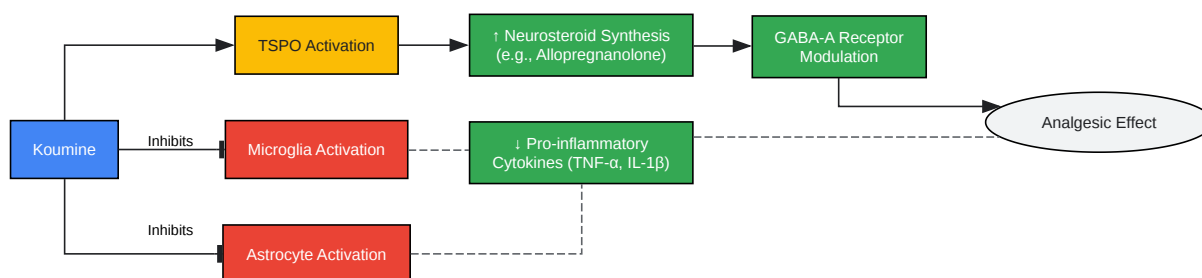 TSPO Activation
↑ Neurosteroid Synthesis
(e.g., Allopregnanolone)
GABA-A Receptor
Modulation
Analgesic Effect
Koumine
Inhibits
Microglia Activation
↓ Pro-inflammatory
Cytokines (TNF-α, IL-1β)
Inhibits
Astrocyte Activation